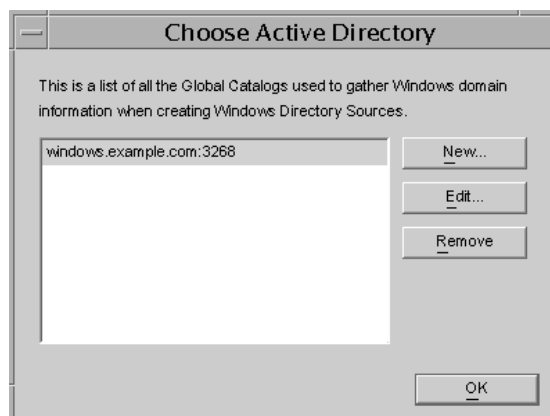 Choose Active Directory
This is a list of all the Global Catalogs used to gather Windows domain
information when creating Windows Directory Sources.
windows.example.com:3268
New...
Edit...
Remove
OK